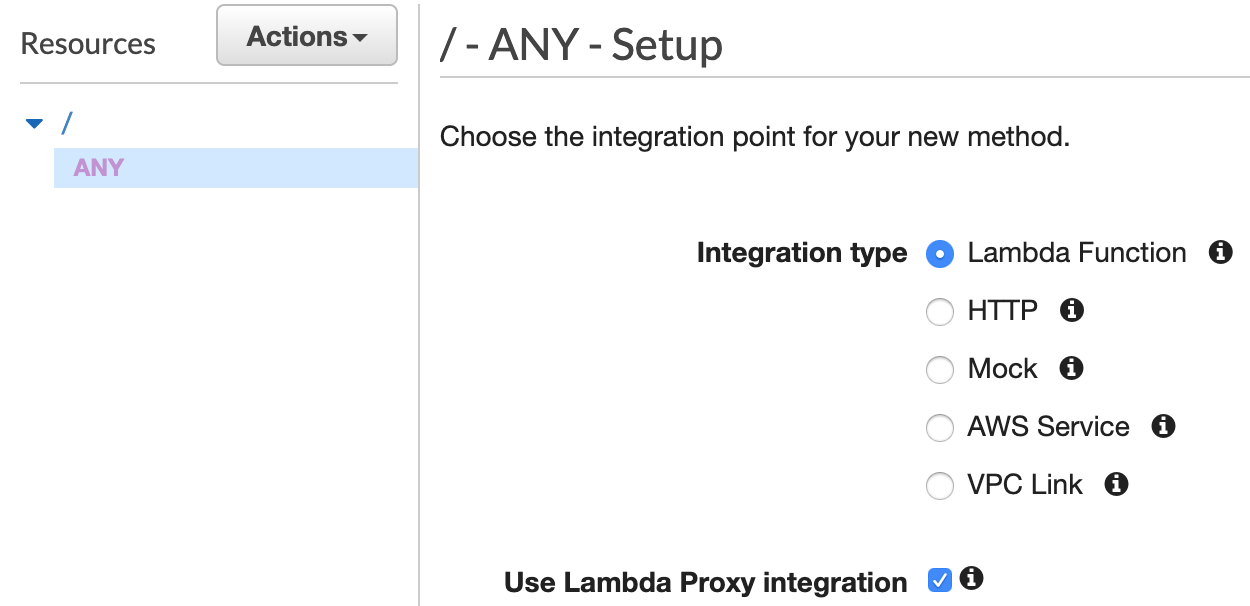 Resources
Actions
/
ANY
/ - ANY - Setup
Choose the integration point for your new method.
Integration type
Lambda Function
HTTP
Mock
AWS Service
VPC Link
Use Lambda Proxy integration